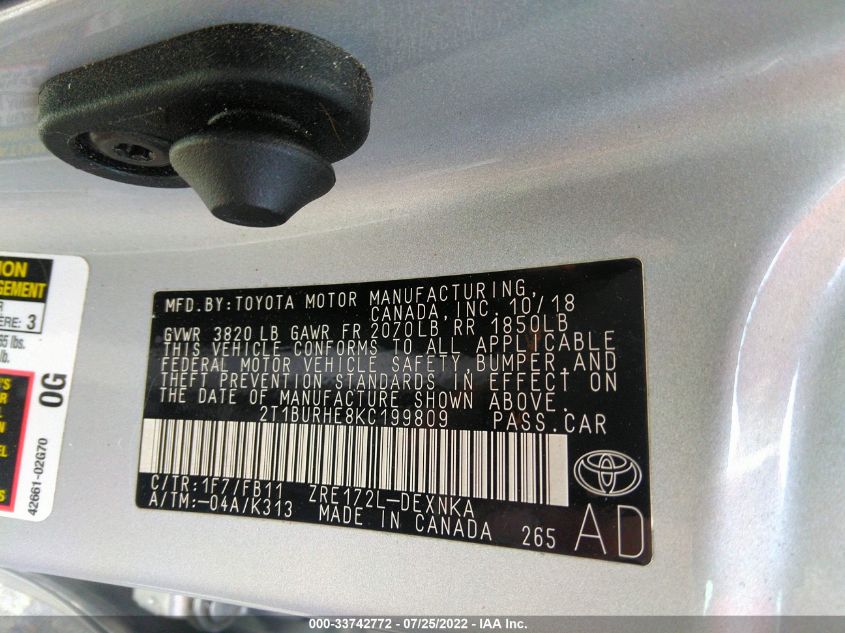 MFD.BY:TOYOTA MOTOR MANUFACTURING,
CANADA, INC. 10/18
GVWR 3820 LB GAWR FR 2070LB RR 1850LB
THIS VEHICLE CONFORMS TO ALL APPLICABLE
FEDERAL MOTOR VEHICLE SAFETY, BUMPER, AND
THEFT PREVENTION STANDARDS IN EFFECT ON
THE DATE OF MANUFACTURE SHOWN ABOVE.
2T1BURHE8KC199809 PASS.CAR
C/TR:1F7/FB11 ZRE172L-DEXNKA
A/TM:-04A/K313 MADE IN CANADA 265
AD
3
lbs.
lb.
0G
42661-02G70
000-33742772 - 07/25/2022 - IAA Inc.